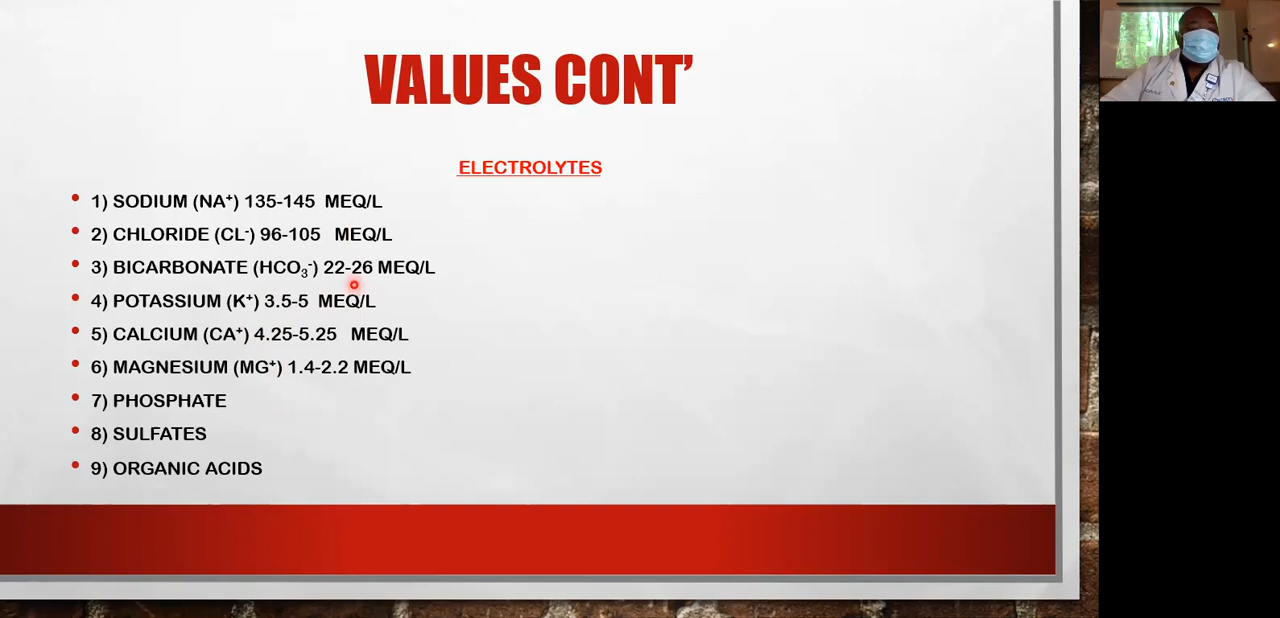 VALUES CONT'
ELECTROLYTES
1) SODIUM (NA⁺) 135-145 MEQ/L
2) CHLORIDE (CL⁻) 96-105 MEQ/L
3) BICARBONATE (HCO₃⁻) 22-26 MEQ/L
4) POTASSIUM (K⁺) 3.5-5 MEQ/L
5) CALCIUM (CA⁺) 4.25-5.25 MEQ/L
6) MAGNESIUM (MG⁺) 1.4-2.2 MEQ/L
7) PHOSPHATE
8) SULFATES
9) ORGANIC ACIDS